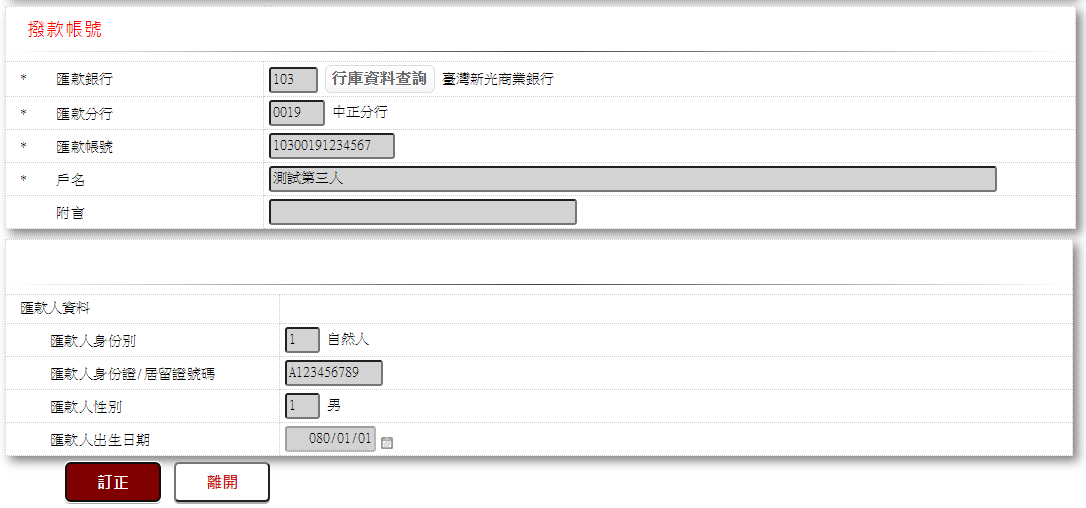 撥款帳號
* 匯款銀行 103 行庫資料查詢 臺灣新光商業銀行
* 匯款分行 0019 中正分行
* 匯款帳號 10300191234567
* 戶名 測試第三人
附言
匯款人資料
匯款人身份別 1 自然人
匯款人身份證/居留證號碼 A123456789
匯款人性別 1 男
匯款人出生日期 080/01/01
訂正 離開